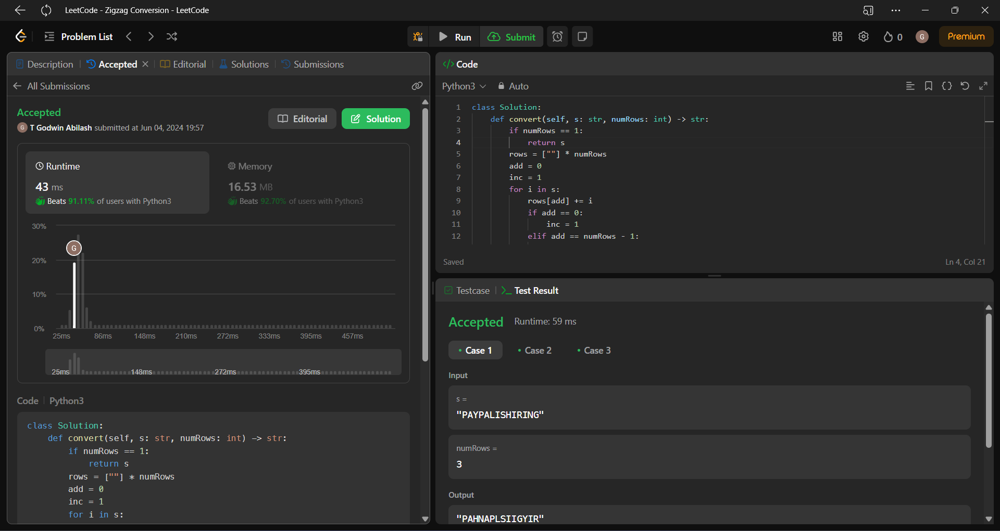 LeetCode - Zigzag Conversion - LeetCode
Problem List
Run
Submit
0
G
Premium
Description
Accepted
Editorial
Solutions
Submissions
All Submissions
Accepted
G T Godwin Abilash submitted at Jun 04, 2024 19:57
Editorial
Solution
Runtime
43 ms
Beats 91.11% of users with Python3
Memory
16.53 MB
Beats 92.70% of users with Python3
30%
G
20%
10%
0%
25ms 86ms 148ms 210ms 272ms 333ms 395ms 457ms
25ms 148ms 272ms 395ms
Code Python3
class Solution:
def convert(self, s: str, numRows: int) -> str:
if numRows == 1:
return s
rows = [""] * numRows
add = 0
inc = 1
for i in s:
</> Code
Python3 Auto
1 class Solution:
2 def convert(self, s: str, numRows: int) -> str:
3 if numRows == 1:
4 return s
5 rows = [""] * numRows
6 add = 0
7 inc = 1
8 for i in s:
9 rows[add] += i
10 if add == 0:
11 inc = 1
12 elif add == numRows - 1:
Saved
Ln 4, Col 21
Testcase
>_ Test Result
Accepted Runtime: 59 ms
Case 1
Case 2
Case 3
Input
s =
"PAYPALISHIRING"
numRows =
3
Output
"PAHNAPLSIIGYIR"